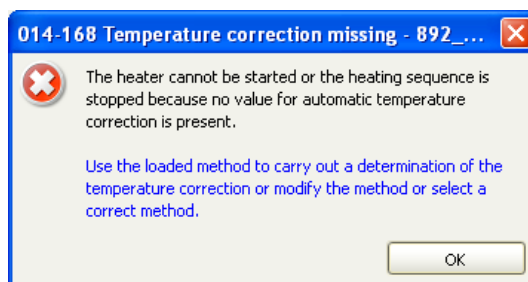 014-168 Temperature correction missing - 892_...
The heater cannot be started or the heating sequence is
stopped because no value for automatic temperature
correction is present.
Use the loaded method to carry out a determination of the
temperature correction or modify the method or select a
correct method.
OK